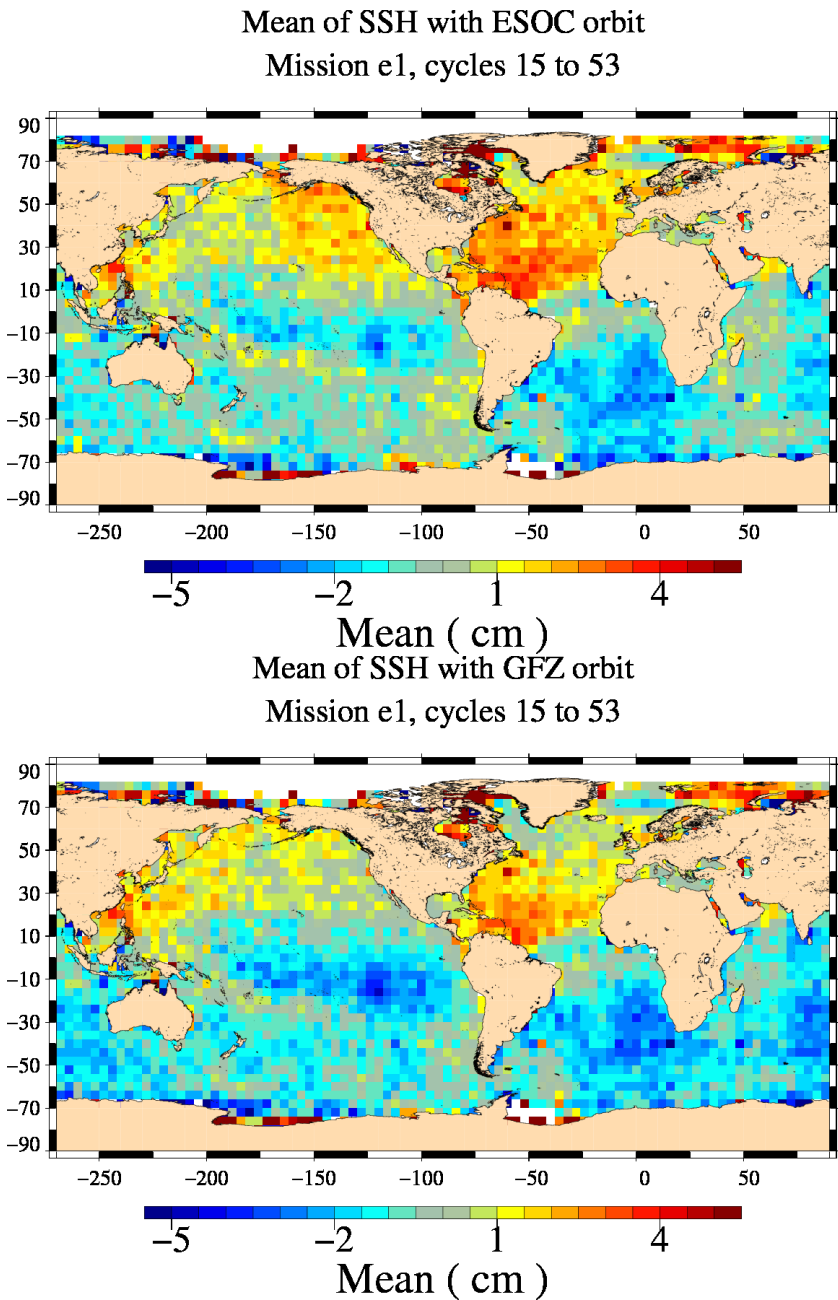 Mean of SSH with ESOC orbit
Mission e1, cycles 15 to 53
90
70
50
30
10
−10
−30
−50
−70
−90
−250 −200 −150 −100 −50 0 50
−5 −2 1 4
Mean ( cm )
Mean of SSH with GFZ orbit
Mission e1, cycles 15 to 53
90
70
50
30
10
−10
−30
−50
−70
−90
−250 −200 −150 −100 −50 0 50
−5 −2 1 4
Mean ( cm )